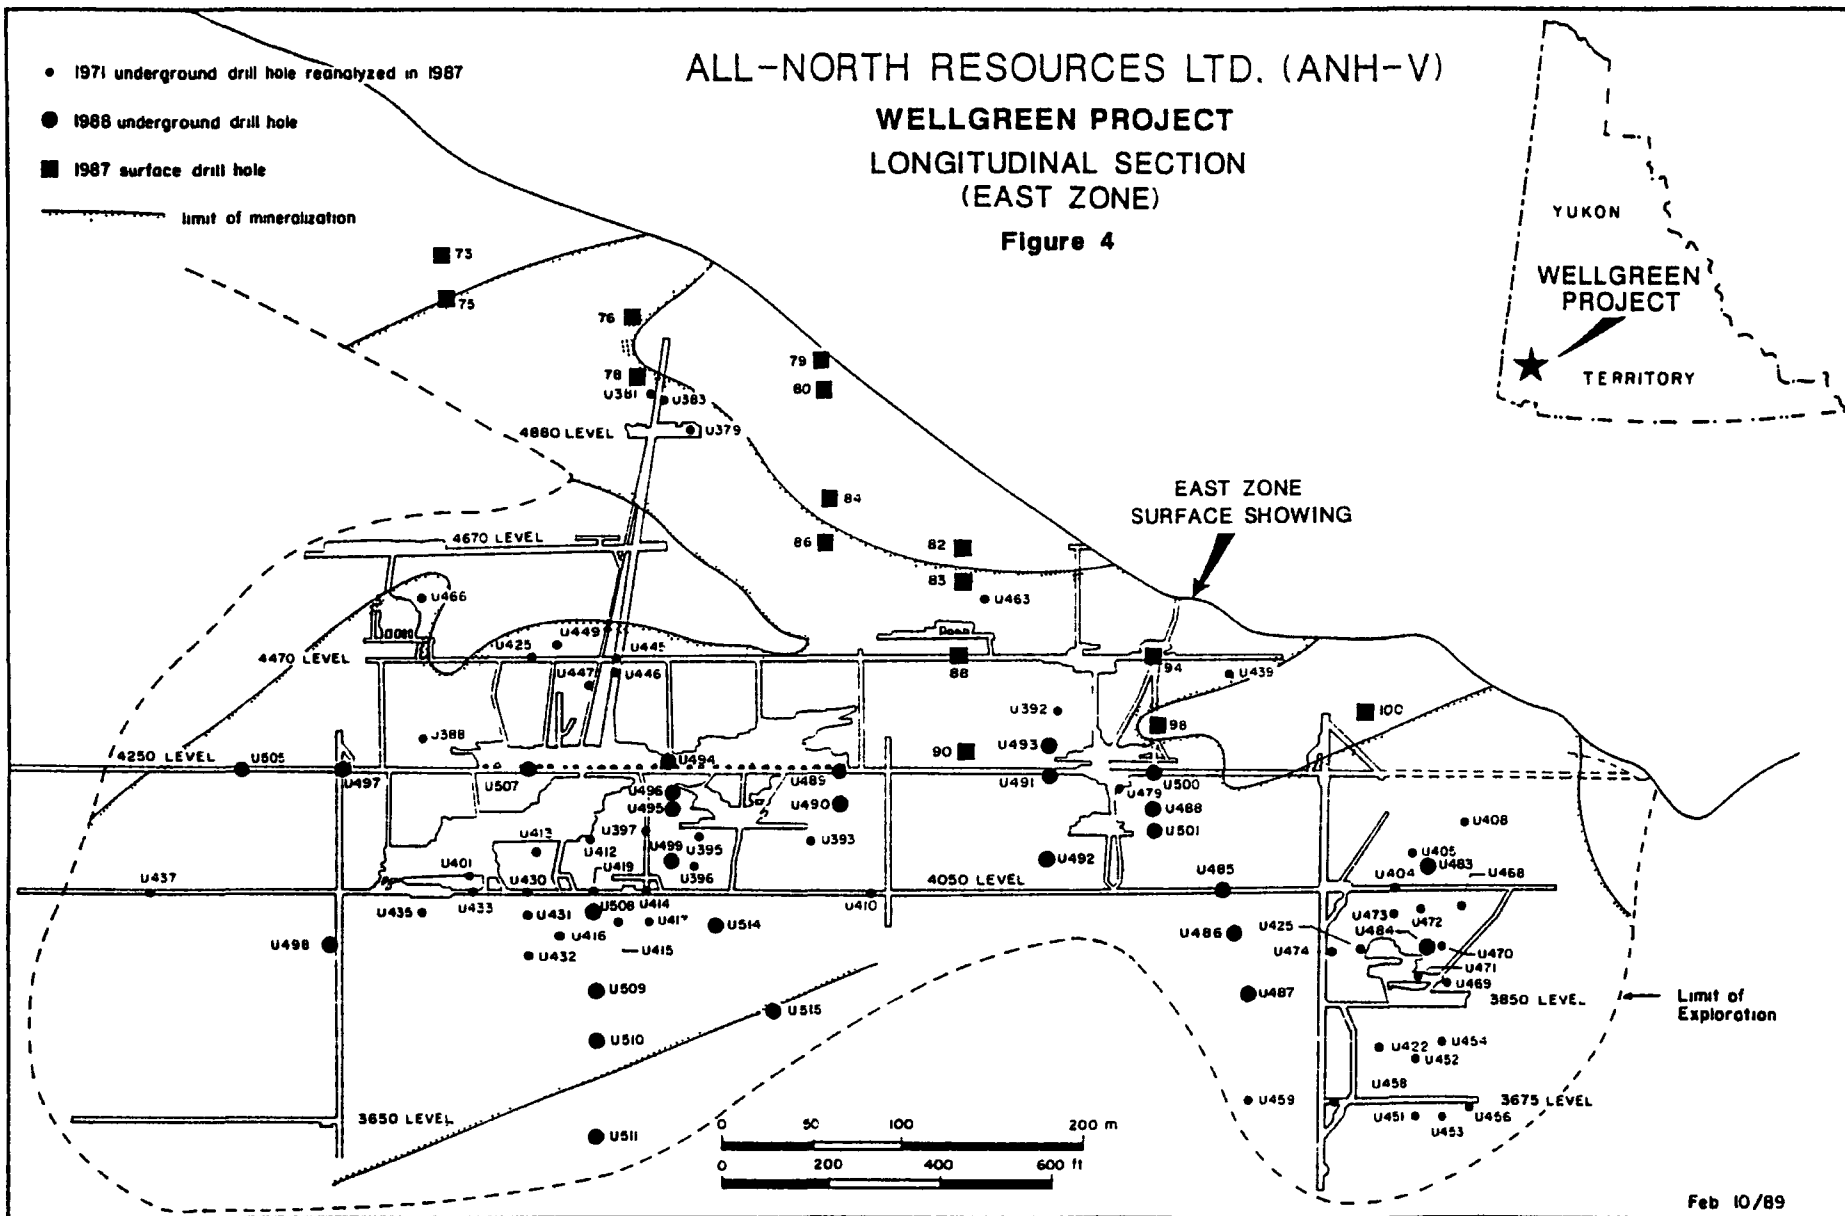 ALL-NORTH RESOURCES LTD. (ANH-V)
WELLGREEN PROJECT
LONGITUDINAL SECTION
(EAST ZONE)
Figure 4
1971 underground drill hole reanalyzed in 1987
1988 underground drill hole
1987 surface drill hole
limit of mineralization
YUKON
WELLGREEN
PROJECT
TERRITORY
73
75
76
78
79
80
U381
U383
4880 LEVEL
U379
84
86
82
83
EAST ZONE
SURFACE SHOWING
4670 LEVEL
U466
U463
U449
U425
U445
4470 LEVEL
U447
U446
88
94
U439
U392
100
U388
98
U493
90
4250 LEVEL
U505
U497
U507
U494
U489
U491
U500
U479
U496
U495
U490
U488
U501
U397
U413
U412
U499
U395
U393
U408
U405
U483
U401
U419
U396
U492
U485
U404
U468
U437
U433
U430
4050 LEVEL
U410
U435
U431
U508
U414
U417
U514
U473
U472
U498
U416
U415
U432
U486
U425
U484
U474
U470
U471
U469
U509
U487
3850 LEVEL
Limit of
Exploration
U515
U510
U422
U454
U452
U458
3650 LEVEL
U459
3675 LEVEL
U451
U453
U456
U511
0 50 100 200 m
0 200 400 600 ft
Feb 10/89